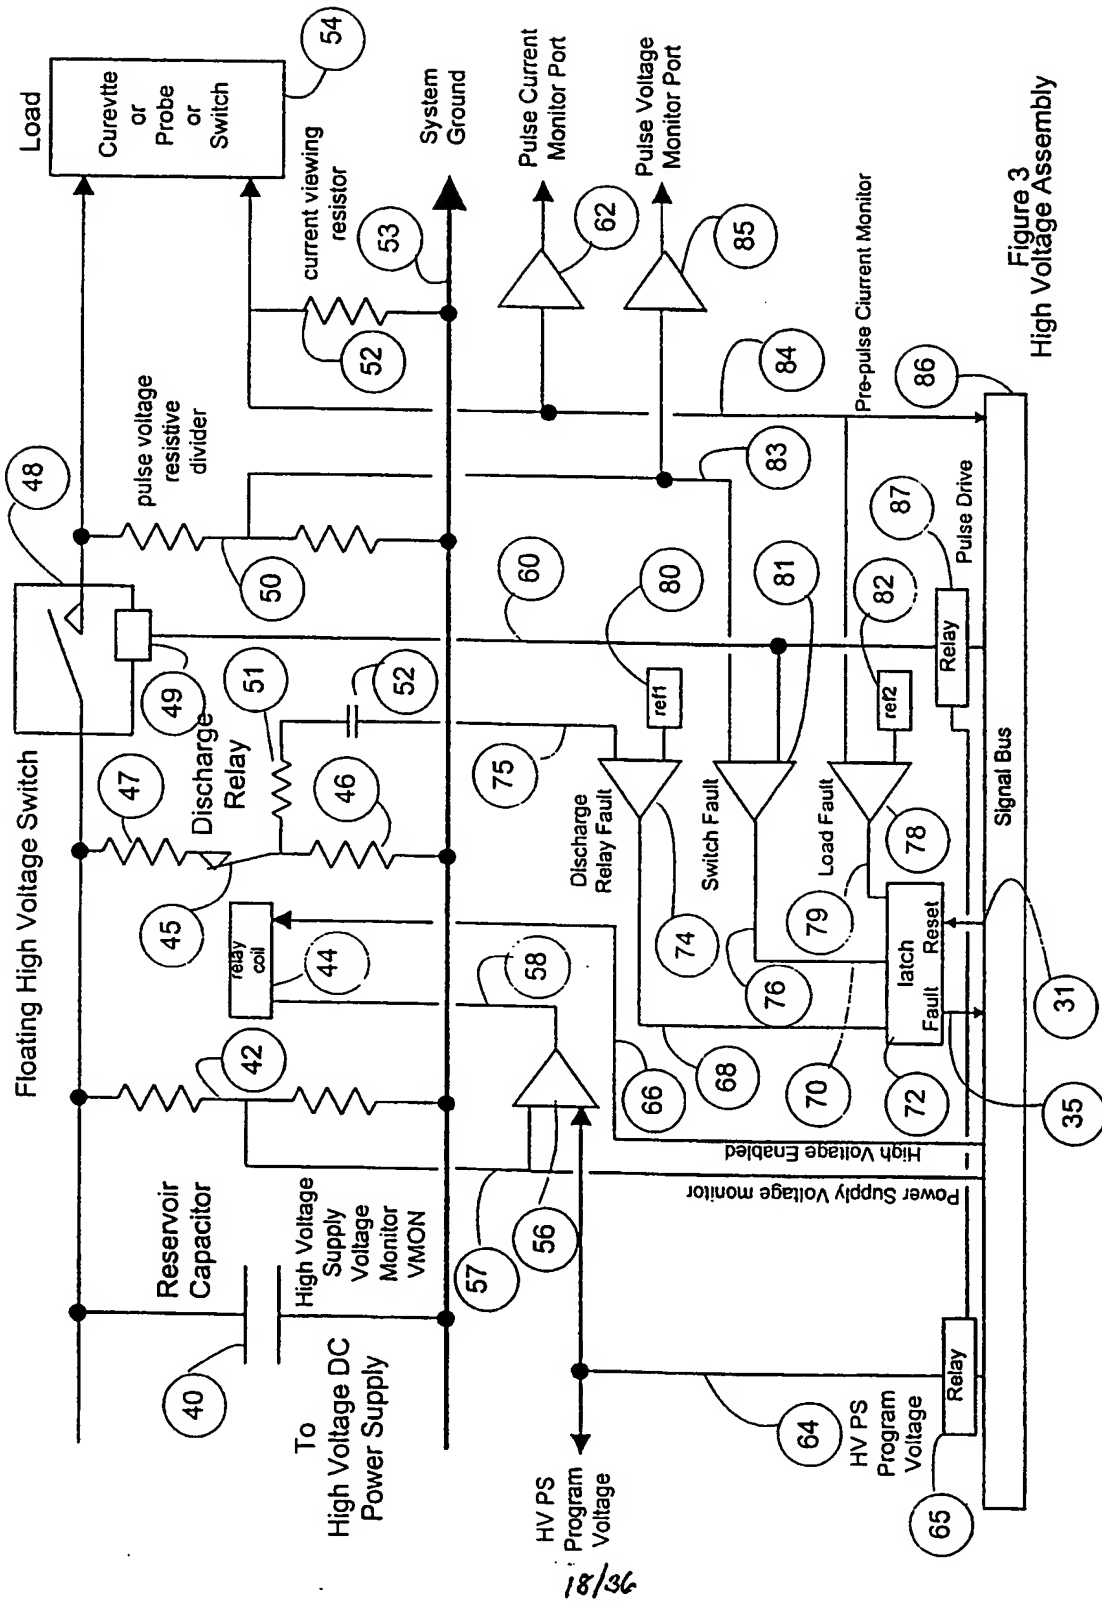 Floating High Voltage Switch
48
Load
Curevtte
or
Probe
or
Switch
54
49
47
Discharge
Relay
51
pulse voltage
resistive
divider
50
current viewing
resistor
52
53
System
Ground
Reservoir
Capacitor
40
42
45
relay
coil
44
46
52
High Voltage
Supply
Voltage
Monitor
VMON
To
High Voltage DC
Power Supply
57
56
58
75
60
62
Pulse Current
Monitor Port
Pulse Voltage
Monitor Port
85
HV PS
Program
Voltage
Discharge
Relay Fault
ref1
80
74
Switch Fault
81
83
84
66
68
76
Load Fault
ref2
82
78
79
70
72
latch
Fault
Reset
Pre-pulse Ciurrent Monitor
Pulse Drive
87
86
High Voltage Enabled
Power Supply Voltage monitor
64
HV PS
Program
Voltage
Relay
65
Relay
35
31
Signal Bus
Figure 3
High Voltage Assembly
18/36